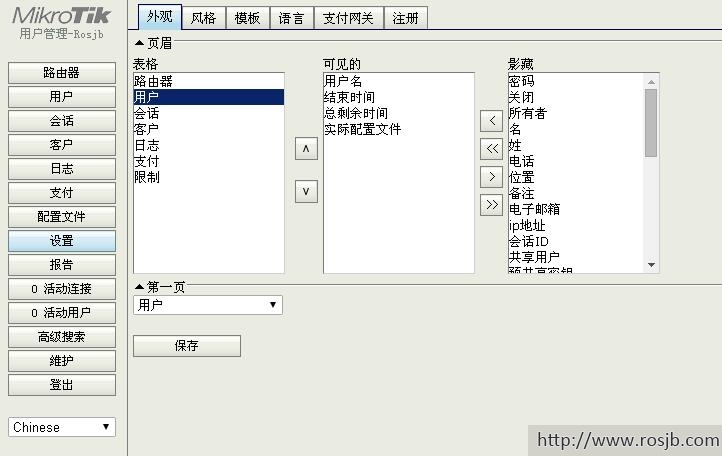 MikroTik
用户管理-Rosjb
路由器
用户
会话
客户
日志
支付
配置文件
设置
报告
0 活动连接
0 活动用户
高级搜索
维护
登出
Chinese
外观 风格 模板 语言 支付网关 注册
页眉
表格
路由器
用户
会话
客户
日志
支付
限制
∧
∨
可见的
用户名
结束时间
总剩余时间
实际配置文件
<
<<
>
>>
影藏
密码
关闭
所有者
名
姓
电话
位置
备注
电子邮箱
ip地址
会话ID
共享用户
预共享密钥
第一页
用户
保存
http://www.rosjb.com